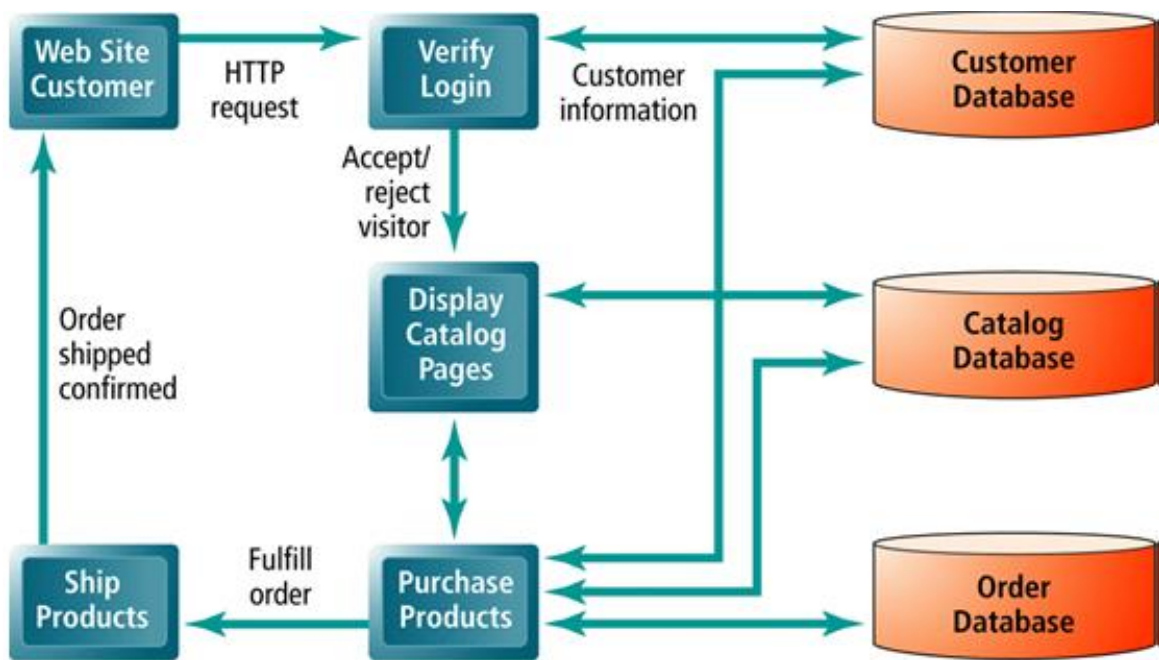 Web Site
Customer
HTTP
request
Verify
Login
Customer
information
Customer
Database
Accept/
reject
visitor
Display
Catalog
Pages
Catalog
Database
Order
shipped
confirmed
Ship
Products
Fulfill
order
Purchase
Products
Order
Database